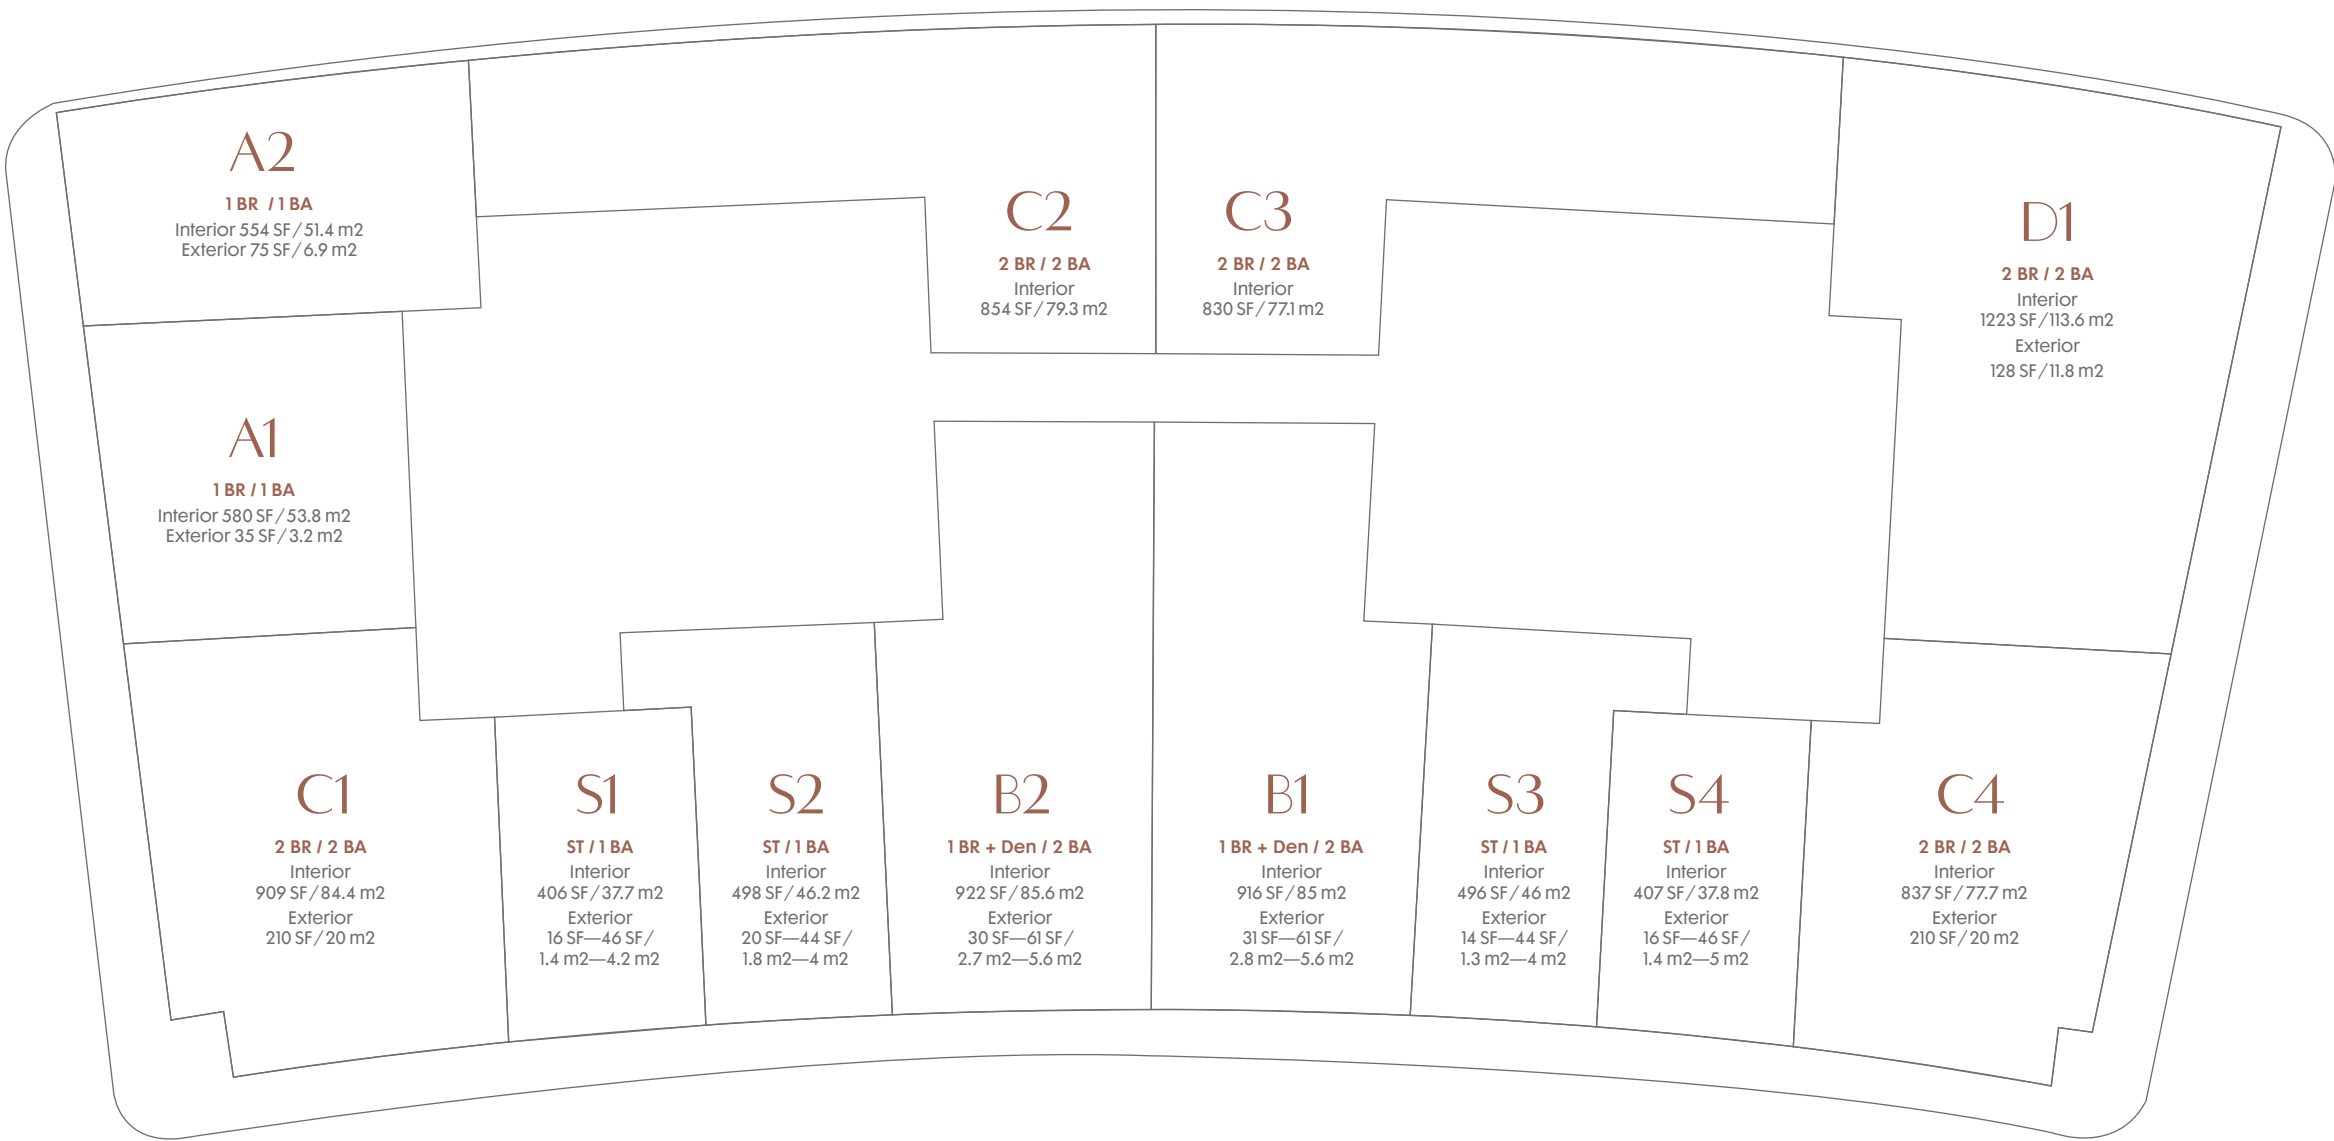 A2
1 BR / 1 BA
Interior 554 SF/51.4 m2
Exterior 75 SF/6.9 m2
C2
2 BR / 2 BA
Interior
854 SF/79.3 m2
C3
2 BR / 2 BA
Interior
830 SF/77.1 m2
D1
2 BR / 2 BA
Interior
1223 SF/113.6 m2
Exterior
128 SF/11.8 m2
A1
1 BR / 1 BA
Interior 580 SF/53.8 m2
Exterior 35 SF/3.2 m2
C1
2 BR / 2 BA
Interior
909 SF/84.4 m2
Exterior
210 SF/20 m2
S1
ST / 1 BA
Interior
406 SF/37.7 m2
Exterior
16 SF—46 SF/
1.4 m2—4.2 m2
S2
ST / 1 BA
Interior
498 SF/46.2 m2
Exterior
20 SF—44 SF/
1.8 m2—4 m2
B2
1 BR + Den / 2 BA
Interior
922 SF/85.6 m2
Exterior
30 SF—61 SF/
2.7 m2—5.6 m2
B1
1 BR + Den / 2 BA
Interior
916 SF/85 m2
Exterior
31 SF—61 SF/
2.8 m2—5.6 m2
S3
ST / 1 BA
Interior
496 SF/46 m2
Exterior
14 SF—44 SF/
1.3 m2—4 m2
S4
ST / 1 BA
Interior
407 SF/37.8 m2
Exterior
16 SF—46 SF/
1.4 m2—5 m2
C4
2 BR / 2 BA
Interior
837 SF/77.7 m2
Exterior
210 SF/20 m2